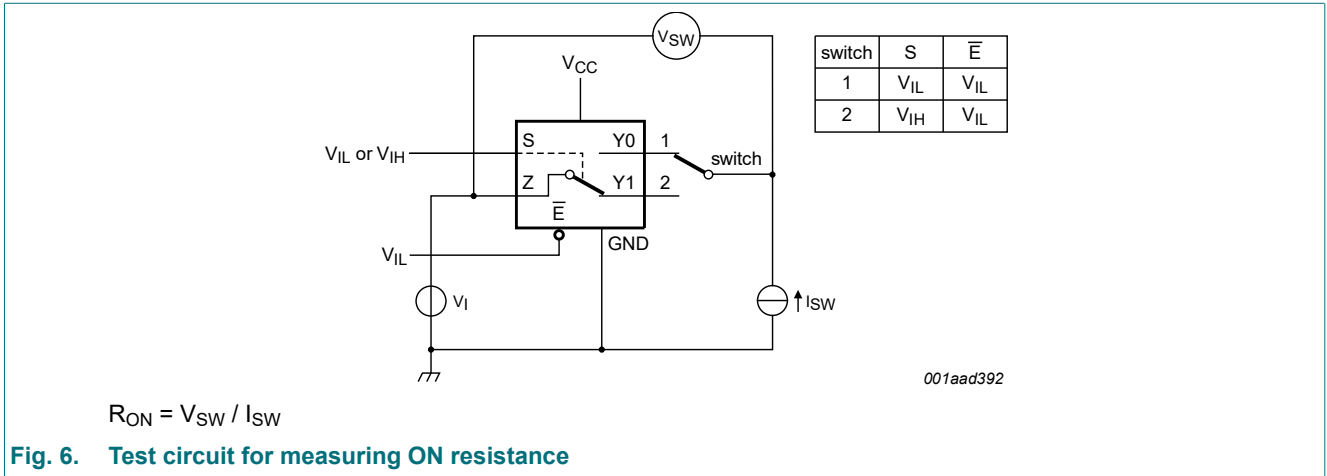 VSW
VCC
switch S E̅
1 VIL VIL
2 VIH VIL
S Y0 1
VIL or VIH
switch
Z Y1 2
E̅
GND
VIL
VI
ISW
001aad392
RON = VSW / ISW
Fig. 6. Test circuit for measuring ON resistance